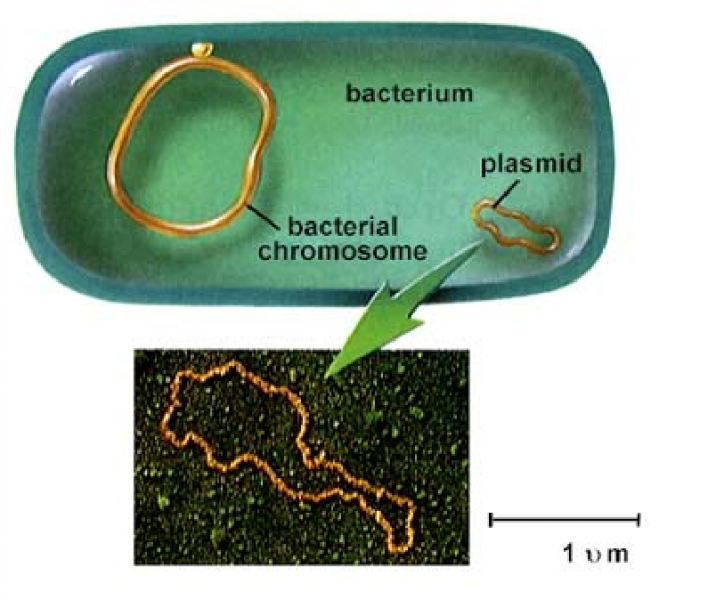 bacterium
plasmid
bacterial
chromosome
1 υm